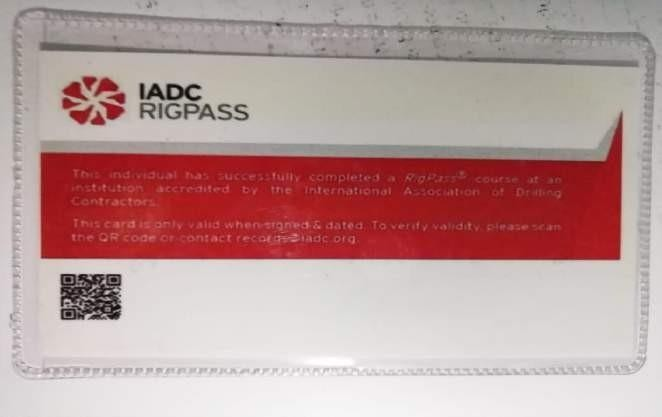 IADC
RIGPASS
This individual has successfully completed a RigPass® course at an
institution accredited by the International Association of Drilling
Contractors.
This card is only valid when signed & dated. To verify validity, please scan
the QR code or contact records@iadc.org.